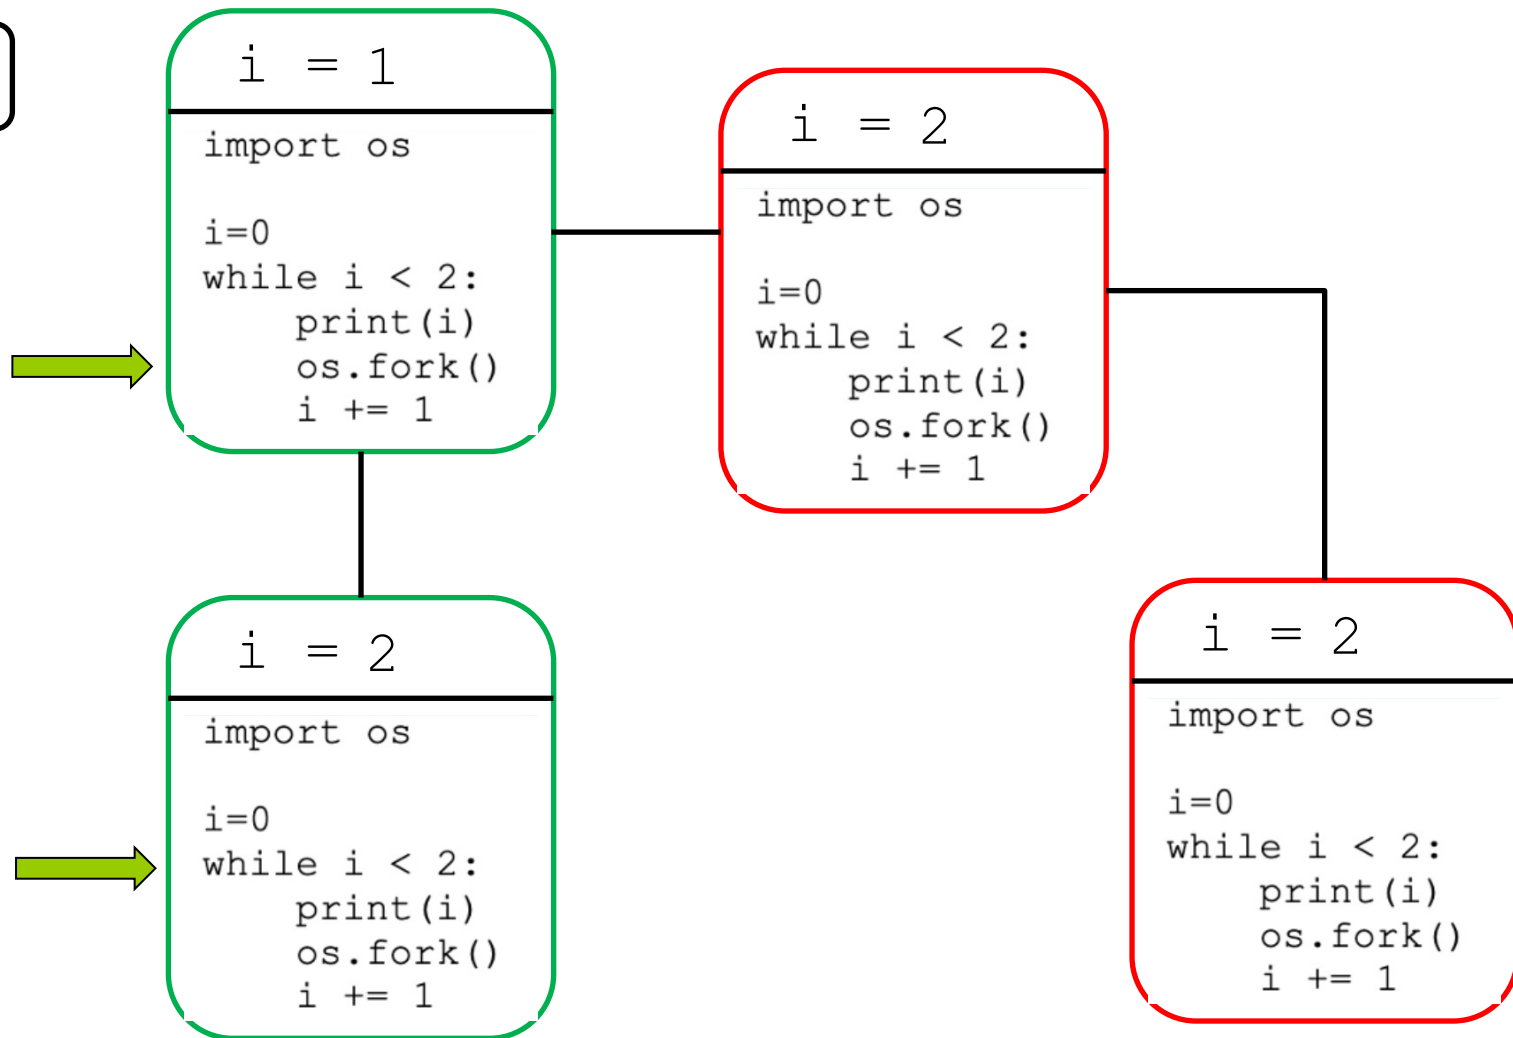 i = 1
import os
i=0
while i < 2:
print(i)
os.fork()
i += 1
i = 2
import os
i=0
while i < 2:
print(i)
os.fork()
i += 1
i = 2
import os
i=0
while i < 2:
print(i)
os.fork()
i += 1
i = 2
import os
i=0
while i < 2:
print(i)
os.fork()
i += 1